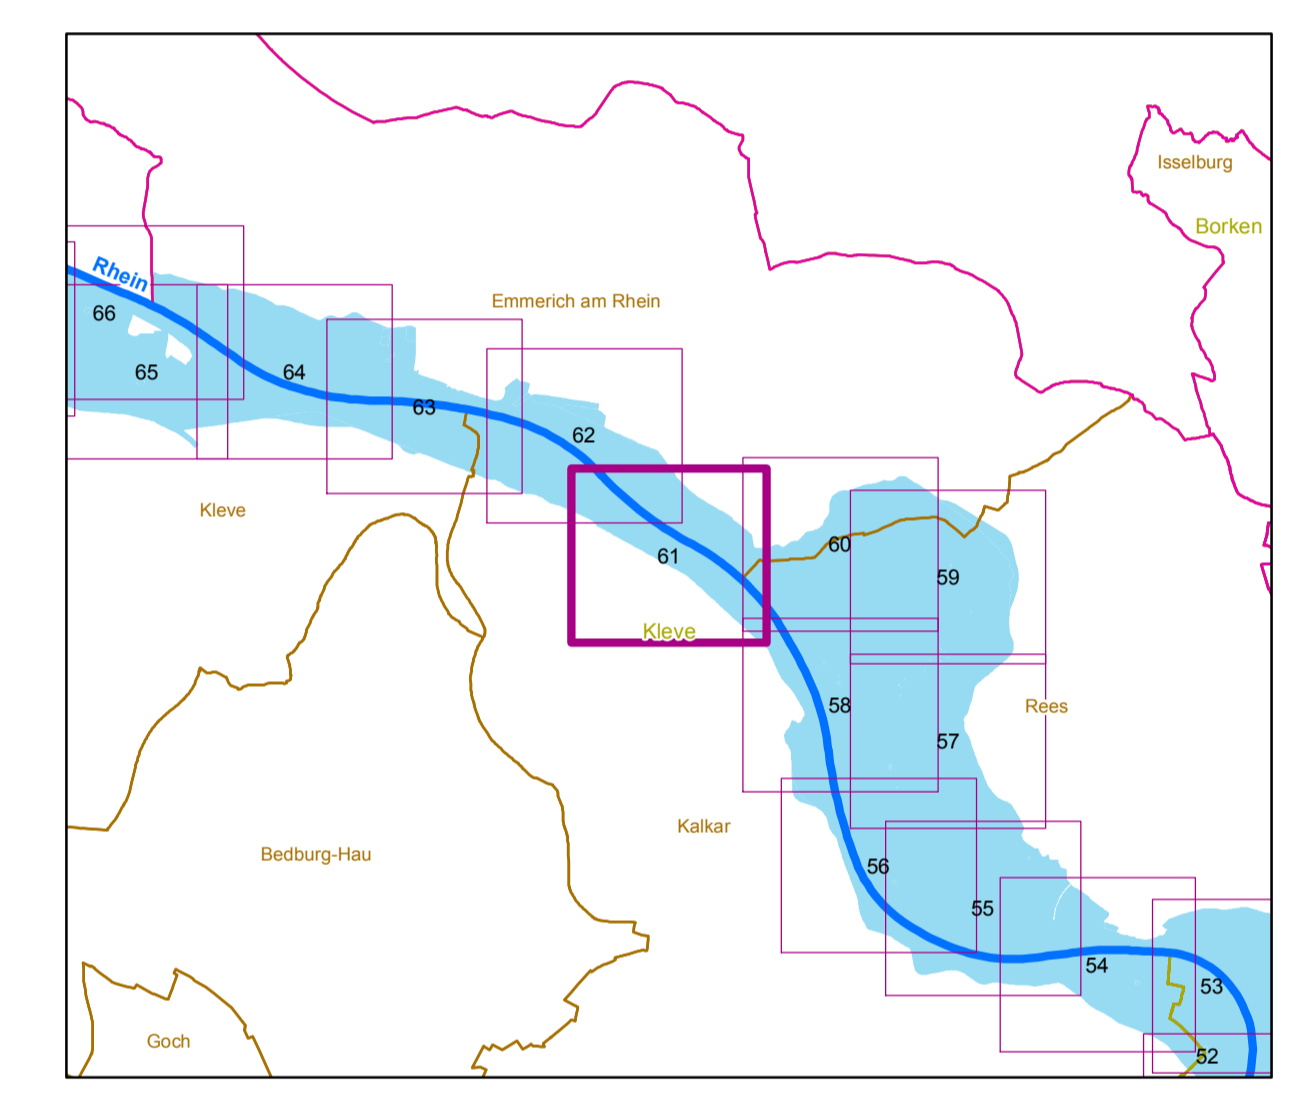 Isselburg
Borken
Rhein
Emmerich am Rhein
66
65
64
63
62
Kleve
61
60
59
Kleve
58
Rees
57
Kalkar
Bedburg-Hau
56
55
54
53
Goch
52